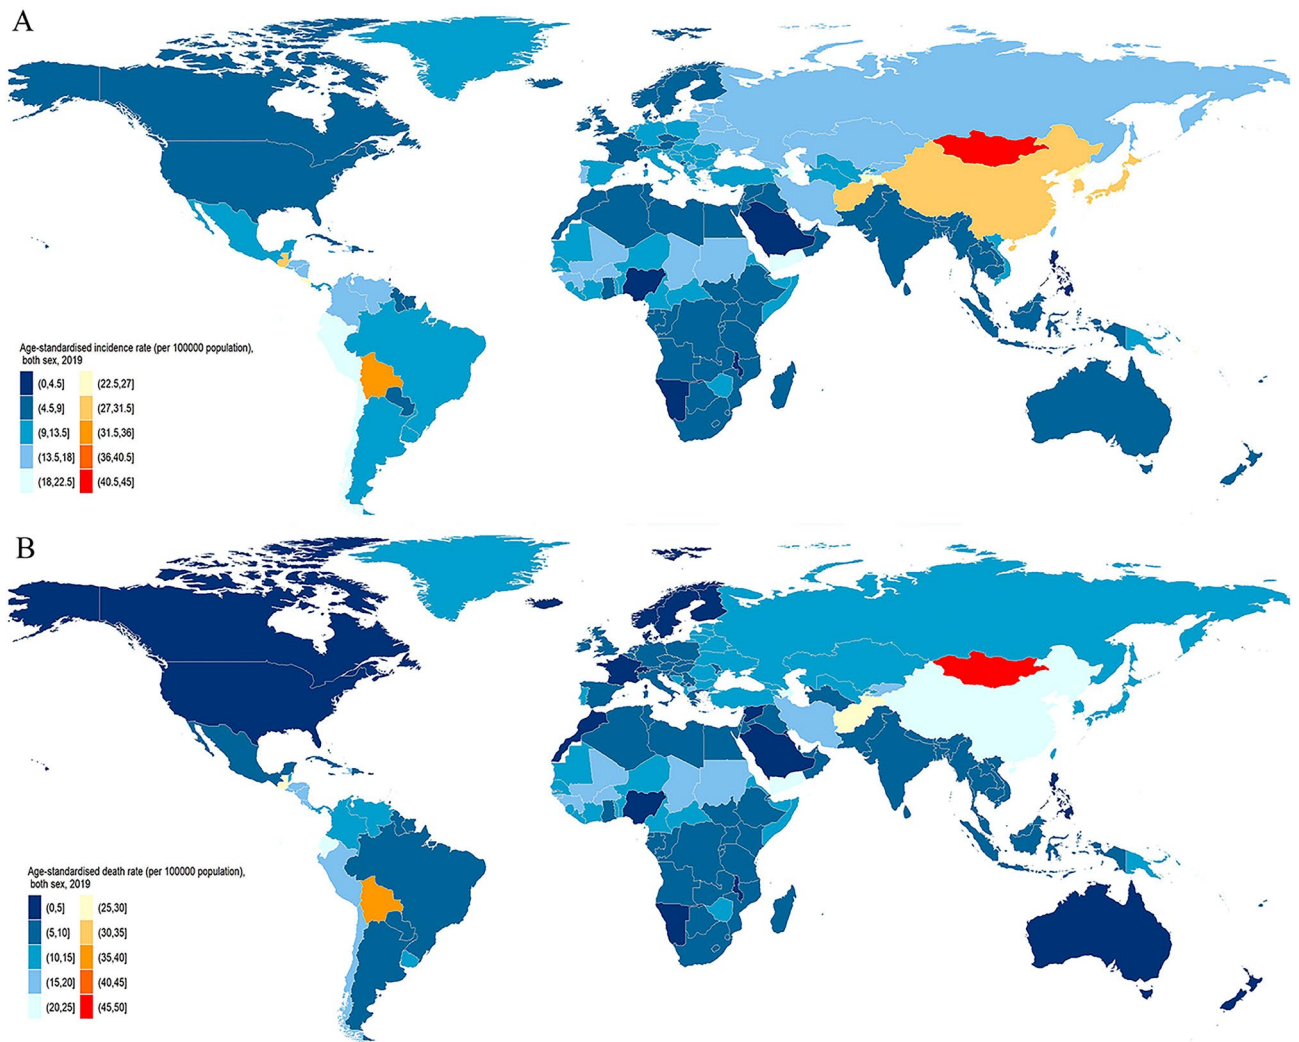 A
Age-standardised incidence rate (per 100000 population),
both sex, 2019
(0,4.5] (22.5,27]
(4.5,9] (27,31.5]
(9,13.5] (31.5,36]
(13.5,18] (36,40.5]
(18,22.5] (40.5,45]
B
Age-standardised death rate (per 100000 population),
both sex, 2019
(0,5] (25,30]
(5,10] (30,35]
(10,15] (35,40]
(15,20] (40,45]
(20,25] (45,50]